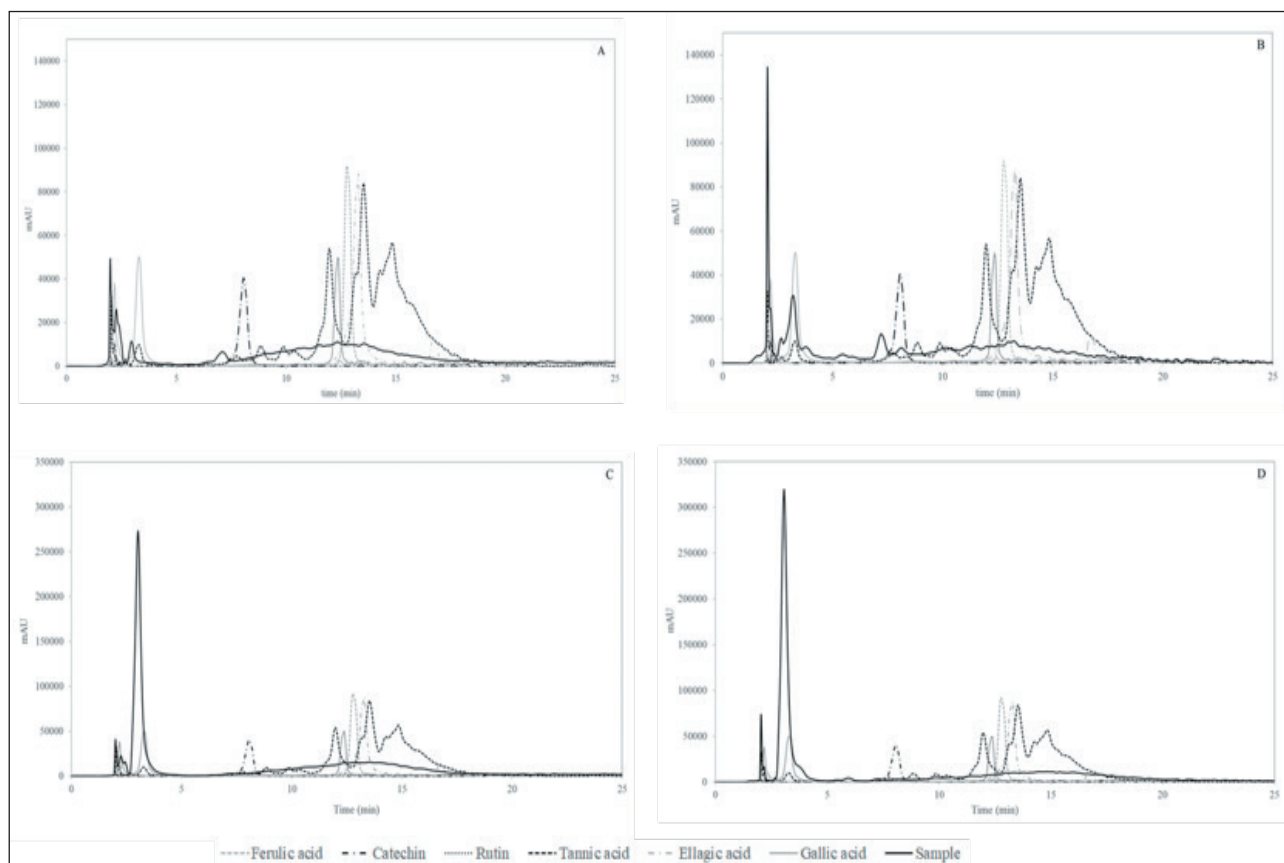 A
140000
120000
100000
80000
60000
40000
20000
0
mAU
0 5 10 15 20 25
time (min)
B
140000
120000
100000
80000
60000
40000
20000
0
mAU
0 5 10 15 20 25
time (min)
C
350000
300000
250000
200000
150000
100000
50000
0
mAU
0 5 10 15 20 25
Time (min)
D
350000
300000
250000
200000
150000
100000
50000
0
mAU
0 5 10 15 20 25
Time (min)
Ferulic acid Catechin Rutin Tannic acid Ellagic acid Gallic acid Sample